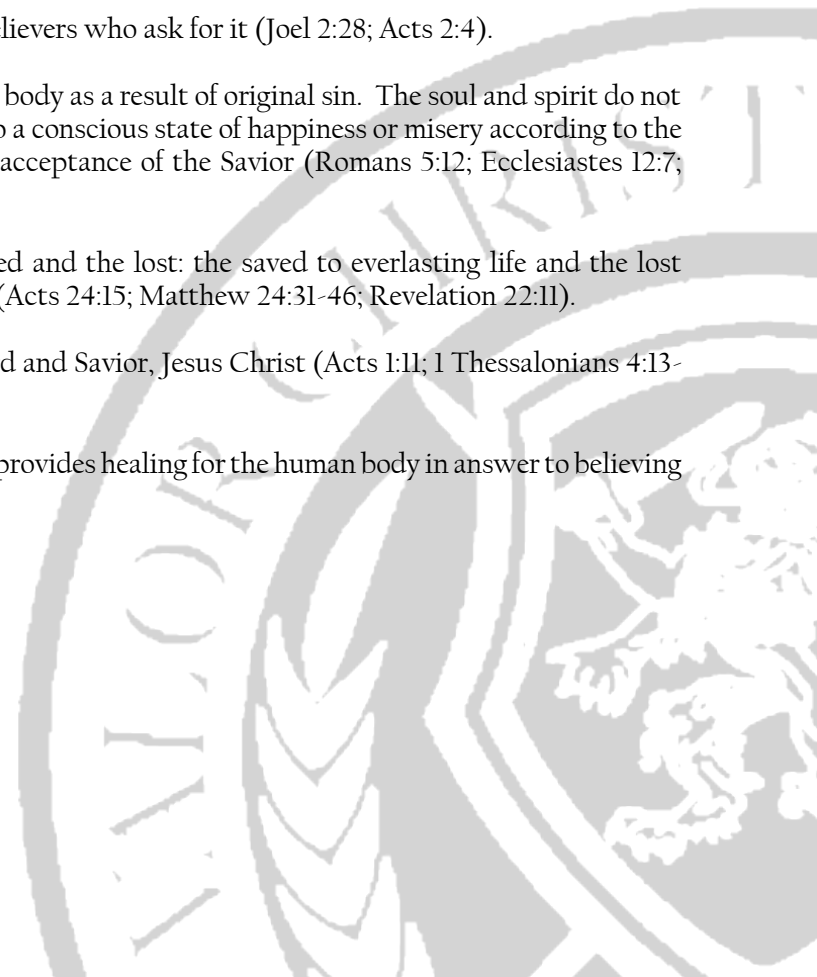 elievers who ask for it (Joel 2:28; Acts 2:4).
body as a result of original sin. The soul and spirit do not
o a conscious state of happiness or misery according to the
acceptance of the Savior (Romans 5:12; Ecclesiastes 12:7;
ed and the lost: the saved to everlasting life and the lost
(Acts 24:15; Matthew 24:31-46; Revelation 22:11).
d and Savior, Jesus Christ (Acts 1:11; 1 Thessalonians 4:13-
provides healing for the human body in answer to believing
YLOR CHRIST